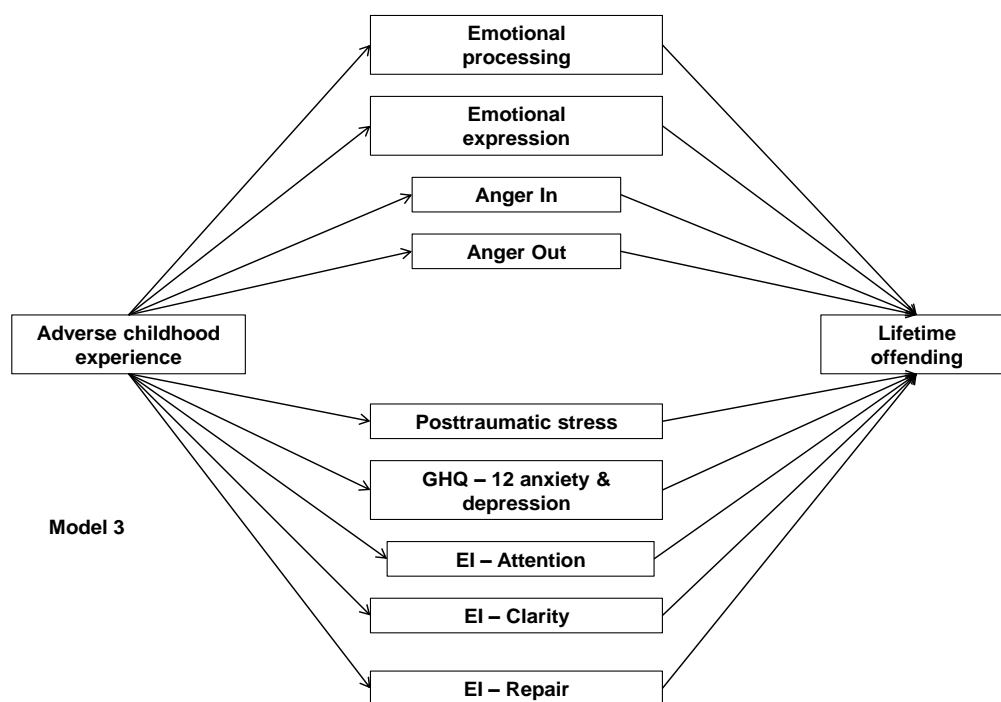 Emotional
processing
Emotional
expression
Anger In
Anger Out
Adverse childhood
experience
Lifetime
offending
Posttraumatic stress
GHQ – 12 anxiety &
depression
Model 3
EI – Attention
EI – Clarity
EI – Repair